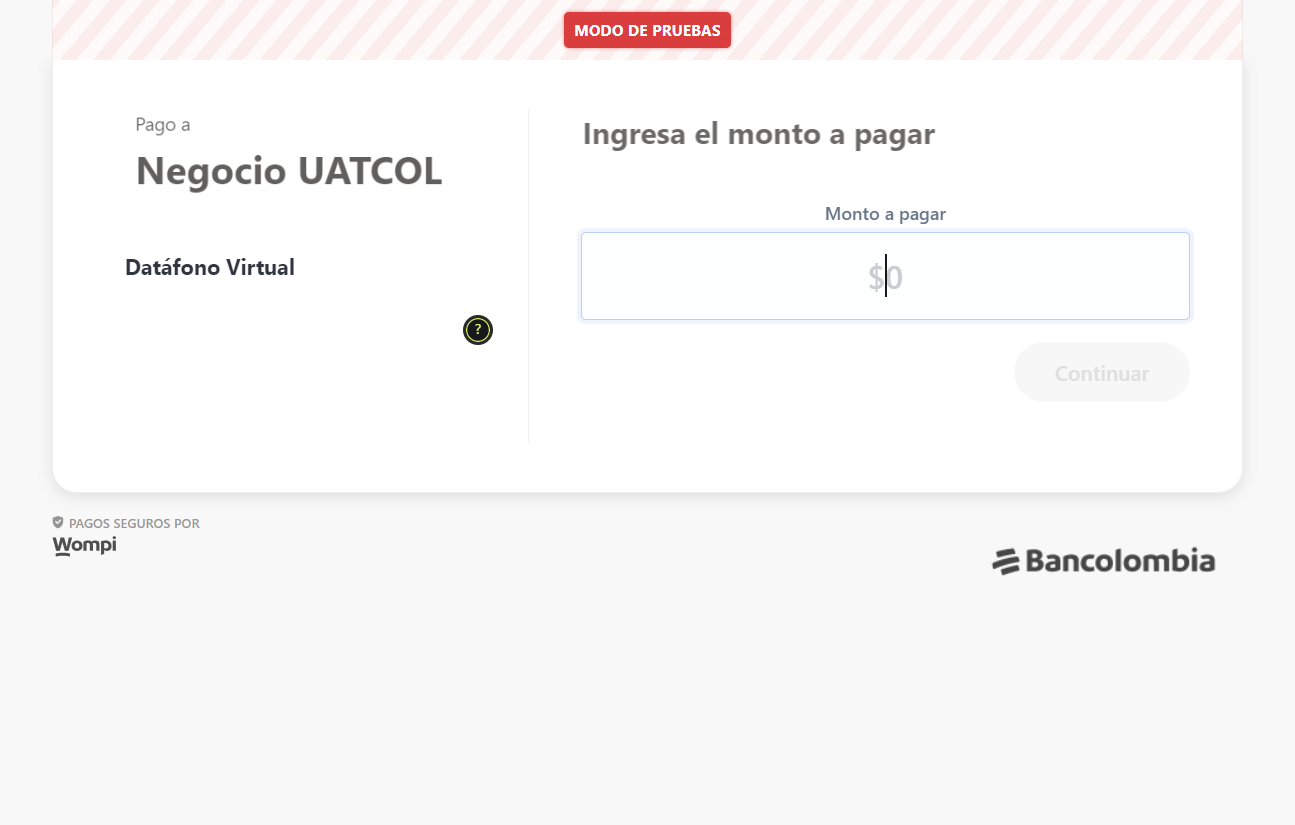 MODO DE PRUEBAS
Pago a
Negocio UATCOL
Datáfono Virtual
?
Ingresa el monto a pagar
Monto a pagar
$0
Continuar
PAGOS SEGUROS POR
Wompi
Bancolombia